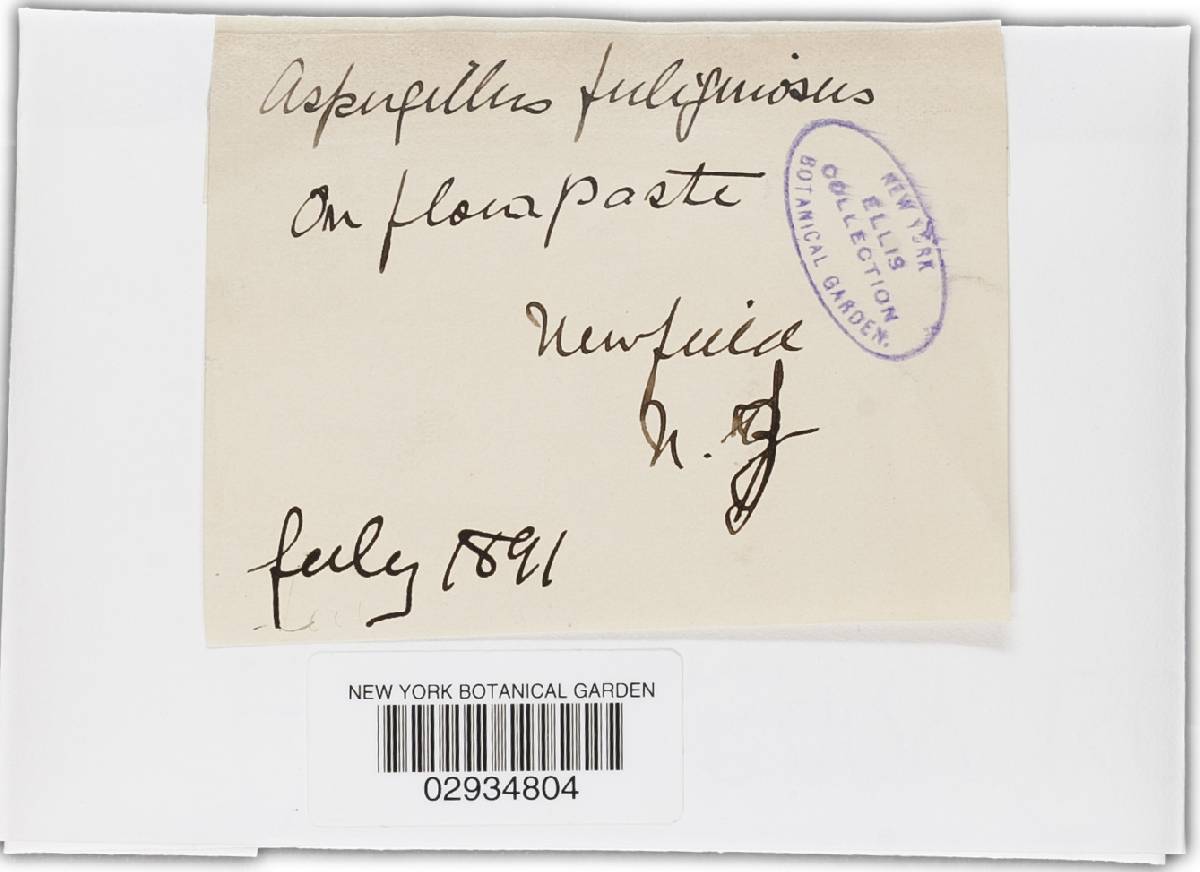 Aspergillus fuliginosus
On flour paste
Newfield
N. J
July 1891
NEW YORK
ELLIS
COLLECTION
BOTANICAL GARDEN.
NEW YORK BOTANICAL GARDEN
02934804